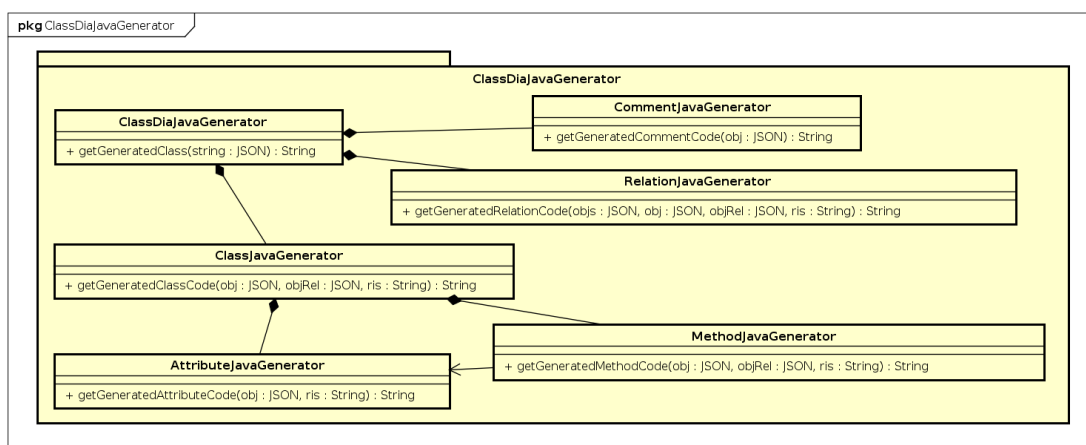 pkg ClassDiaJavaGenerator
ClassDiaJavaGenerator
ClassDiaJavaGenerator
+ getGeneratedClass(string : JSON) : String
CommentJavaGenerator
+ getGeneratedCommentCode(obj : JSON) : String
RelationJavaGenerator
+ getGeneratedRelationCode(objs : JSON, obj : JSON, objRel : JSON, ris : String) : String
ClassJavaGenerator
+ getGeneratedClassCode(obj : JSON, objRel : JSON, ris : String) : String
MethodJavaGenerator
+ getGeneratedMethodCode(obj : JSON, objRel : JSON, ris : String) : String
AttributeJavaGenerator
+ getGeneratedAttributeCode(obj : JSON, ris : String) : String